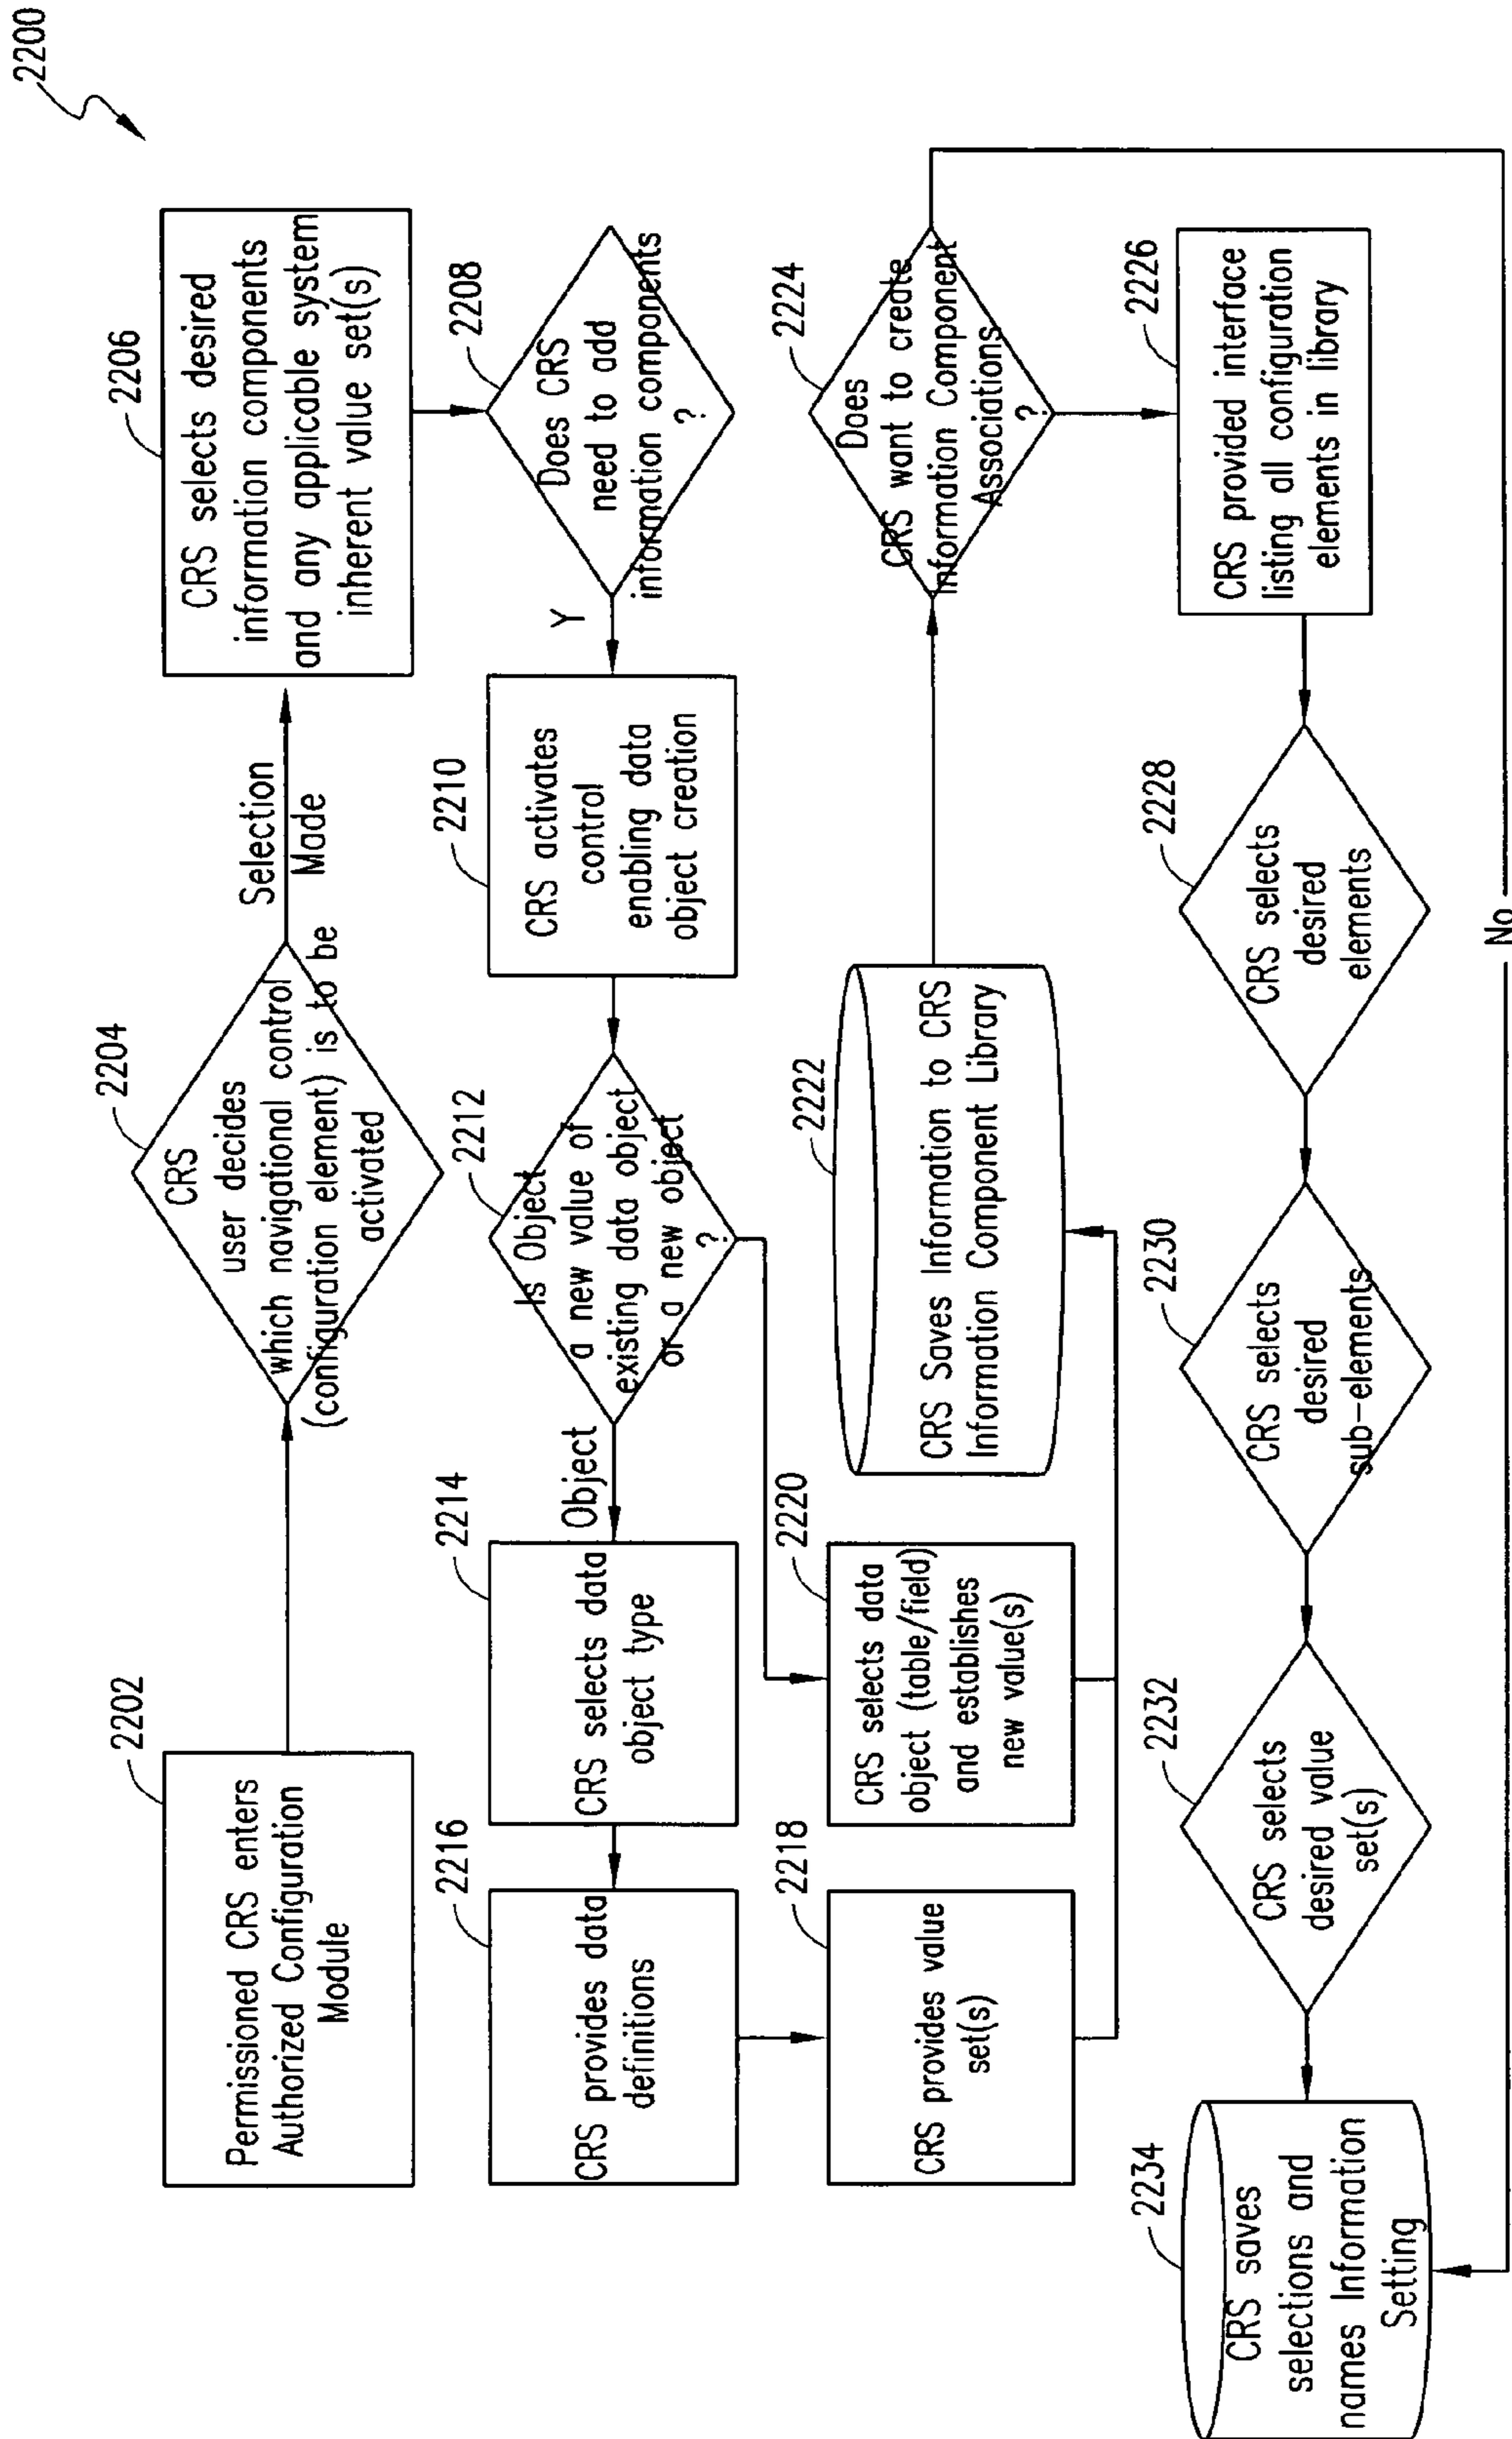 2200
2202
Permissioned CRS enters
Authorized Configuration
Module
2204
CRS
user decides
which navigational control
(configuration element) is to be
activated
Selection
Made
2206
CRS selects desired
information components
and any applicable system
inherent value set(s)
2208
Does CRS
need to add
information components
?
Y
2210
CRS activates
control
enabling data
object creation
2212
Is Object
a new value of
existing data object
or a new object
?
Object
2214
CRS selects data
object type
2216
CRS provides data
definitions
2218
CRS provides value
set(s)
2220
CRS selects data
object (table/field)
and establishes
new value(s)
2222
CRS Saves Information to CRS
Information Component Library
2224
Does
CRS want to create
Information Component
Associations
?
No
2226
CRS provided interface
listing all configuration
elements in library
2228
CRS selects
desired
elements
2230
CRS selects
desired
sub-elements
2232
CRS selects
desired value
set(s)
2234
CRS saves
selections and
names Information
Setting